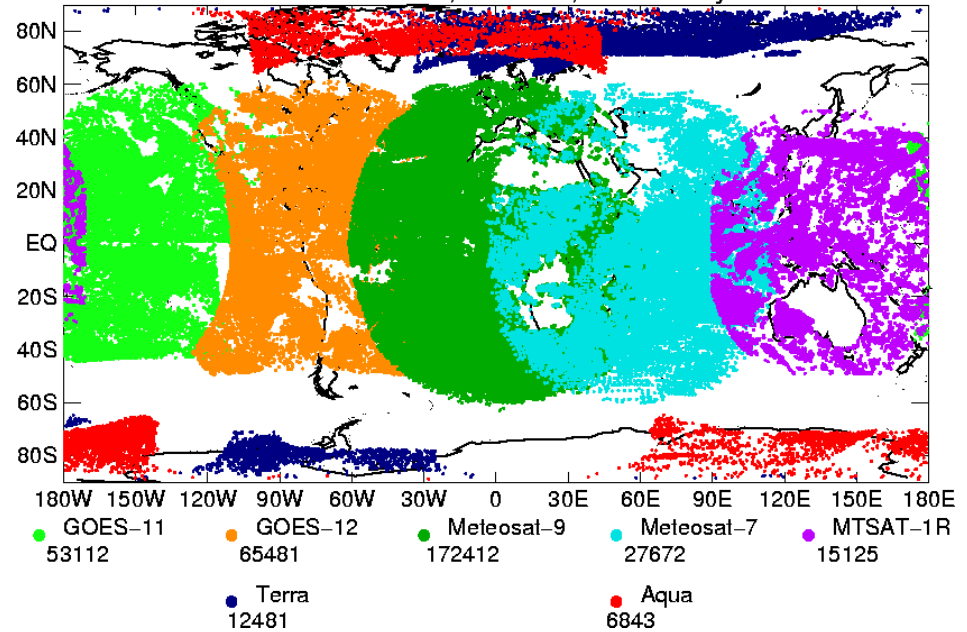 80N
60N
40N
20N
EQ
20S
40S
60S
80S
180W 150W 120W 90W 60W 30W 0 30E 60E 90E 120E 150E 180E
GOES-11 GOES-12 Meteosat-9 Meteosat-7 MTSAT-1R
53112 65481 172412 27672 15125
Terra Aqua
12481 6843